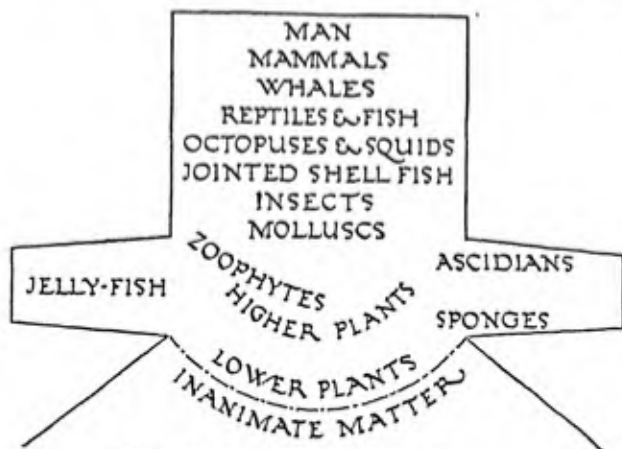 MAN
MAMMALS
WHALES
REPTILES & FISH
OCTOPUSES & SQUIDS
JOINTED SHELL FISH
INSECTS
MOLLUSCS
ZOOPHYTES
HIGHER PLANTS
JELLY-FISH
ASCIDIANS
SPONGES
LOWER PLANTS
INANIMATE MATTER